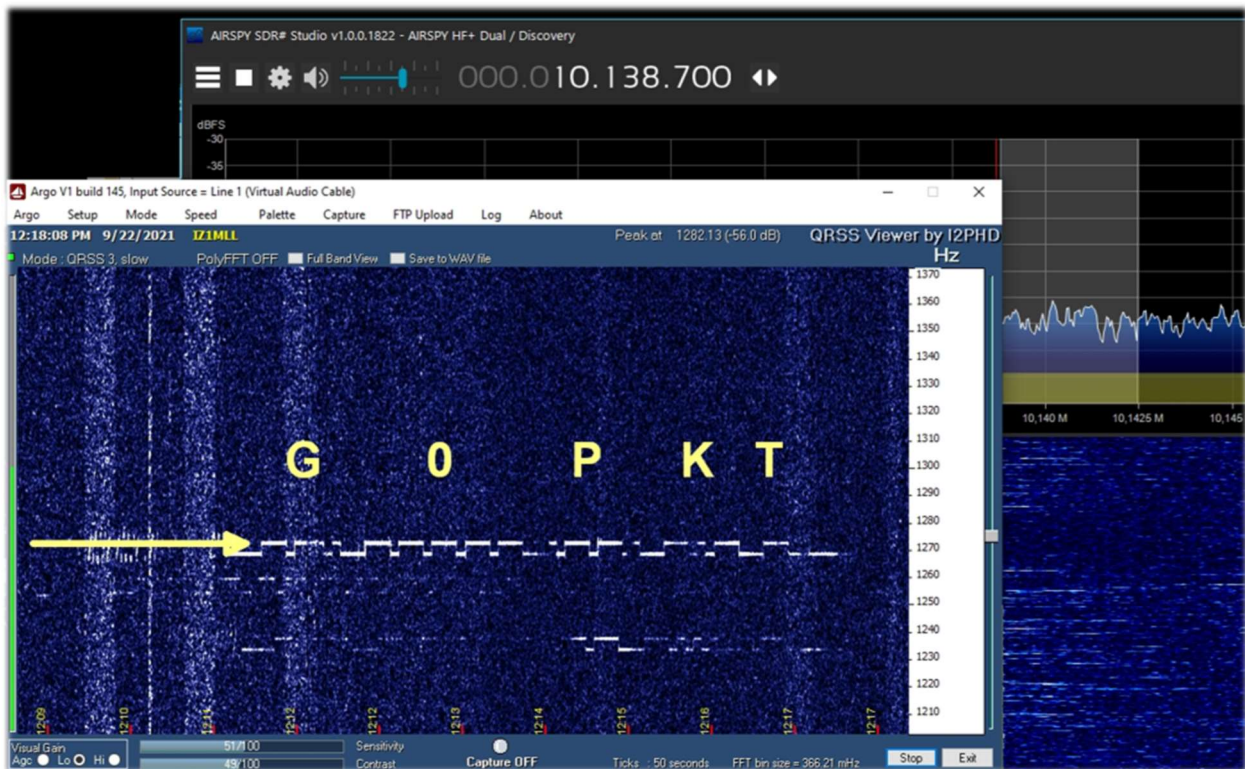 AIRSPY SDR# Studio v1.0.0.1822 - AIRSPY HF+ Dual / Discovery
000.010.138.700
dBFS
-30
-35
Argo V1 build 145, Input Source = Line 1 (Virtual Audio Cable)
Argo Setup Mode Speed Palette Capture FTP Upload Log About
12:18:08 PM 9/22/2021 IZ1MLL Peak at 1282.13 (-56.0 dB) QRSS Viewer by I2PHD
Mode : QRSS 3, slow PolyFFT OFF Full Band View Save to WAV file Hz
1370
1360
1350
1340
1330
1320
1310
1300
1290
1280
1270
1260
1250
1240
1230
1220
1210
G 0 P K T
10,140 M 10,1425 M 10,145
12:09 12:10 12:11 12:12 12:12 12:13 12:14 12:15 12:16 12:17 12:17
Visual Gain
Agc Lo Hi
51/100 Sensitivity
49/100 Contrast
Capture OFF
Ticks : 50 seconds FFT bin size = 366.21 mHz
Stop Exit